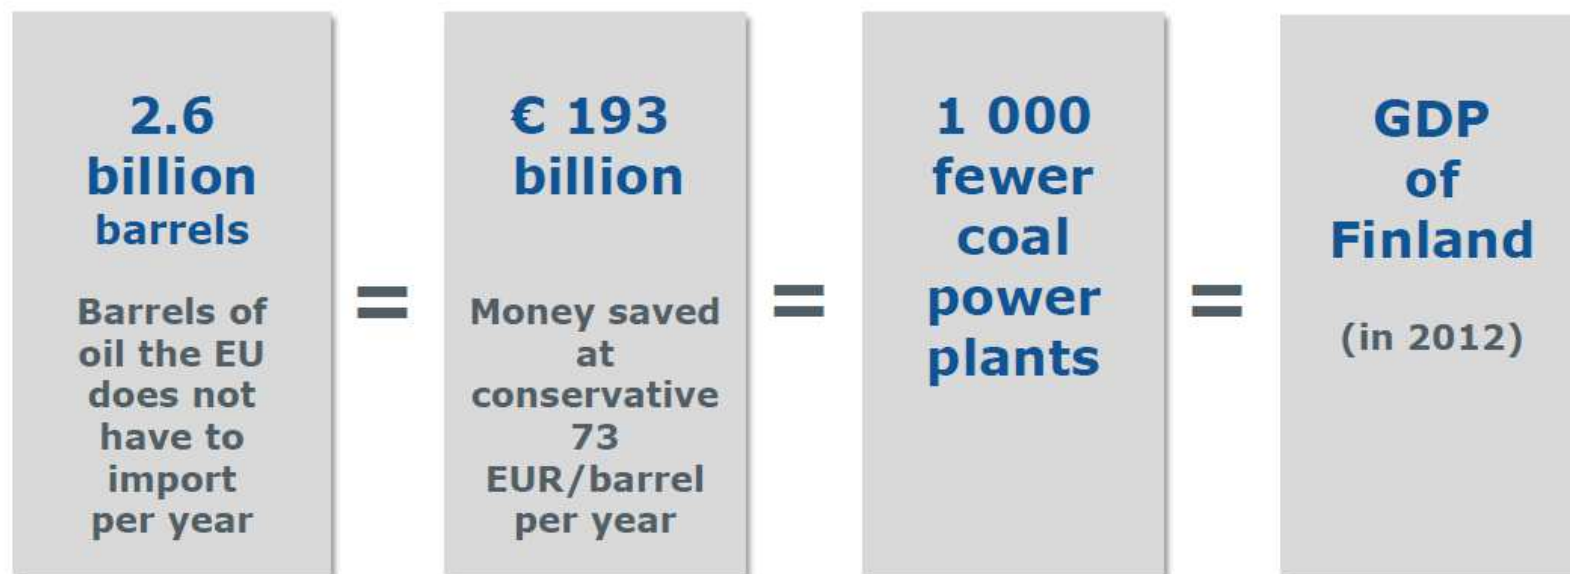 2.6
billion
barrels
Barrels of
oil the EU
does not
have to
import
per year
=
€ 193
billion
Money saved
at
conservative
73
EUR/barrel
per year
=
1 000
fewer
coal
power
plants
=
GDP
of
Finland
(in 2012)